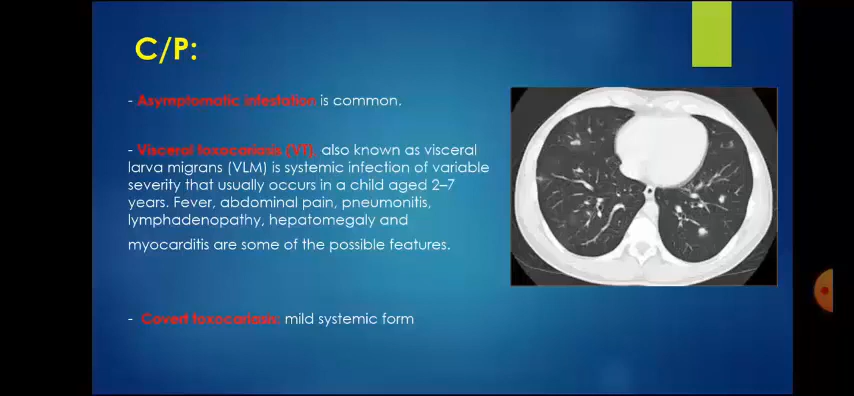 C/P:
- Asymptomatic infestation is common.
- Visceral toxocariasis (VT), also known as visceral
larva migrans (VLM) is systemic infection of variable
severity that usually occurs in a child aged 2–7
years. Fever, abdominal pain, pneumonitis,
lymphadenopathy, hepatomegaly and
myocarditis are some of the possible features.
- Covert toxocariasis: mild systemic form